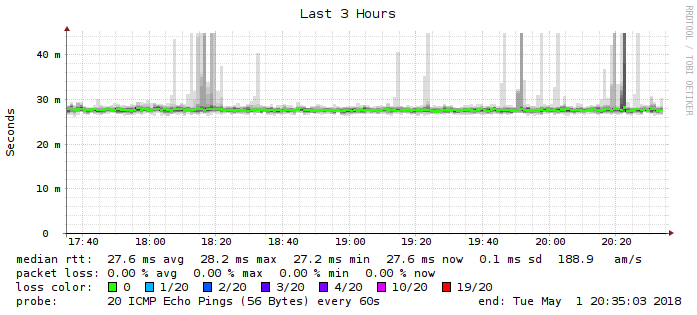 Last 3 Hours
RRDTOOL / TOBI OETIKER
Seconds
40 m
30 m
20 m
10 m
0
17:40 18:00 18:20 18:40 19:00 19:20 19:40 20:00 20:20
median rtt: 27.6 ms avg 28.2 ms max 27.2 ms min 27.6 ms now 0.1 ms sd 188.9 am/s
packet loss: 0.00 % avg 0.00 % max 0.00 % min 0.00 % now
loss color: 0 1/20 2/20 3/20 4/20 10/20 19/20
probe: 20 ICMP Echo Pings (56 Bytes) every 60s end: Tue May 1 20:35:03 2018